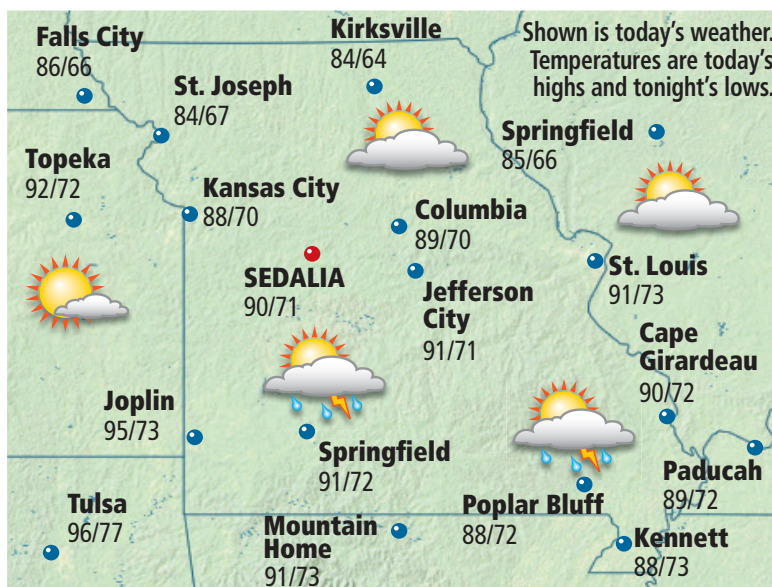 Falls City
86/66
Kirksville
84/64
Shown is today's weather.
Temperatures are today's
highs and tonight's lows.
St. Joseph
84/67
Springfield
85/66
Topeka
92/72
Kansas City
88/70
Columbia
89/70
SEDALIA
90/71
Jefferson
City
91/71
St. Louis
91/73
Cape
Girardeau
90/72
Joplin
95/73
Springfield
91/72
Paducah
89/72
Poplar Bluff
88/72
Tulsa
96/77
Mountain
Home
91/73
Kennett
88/73